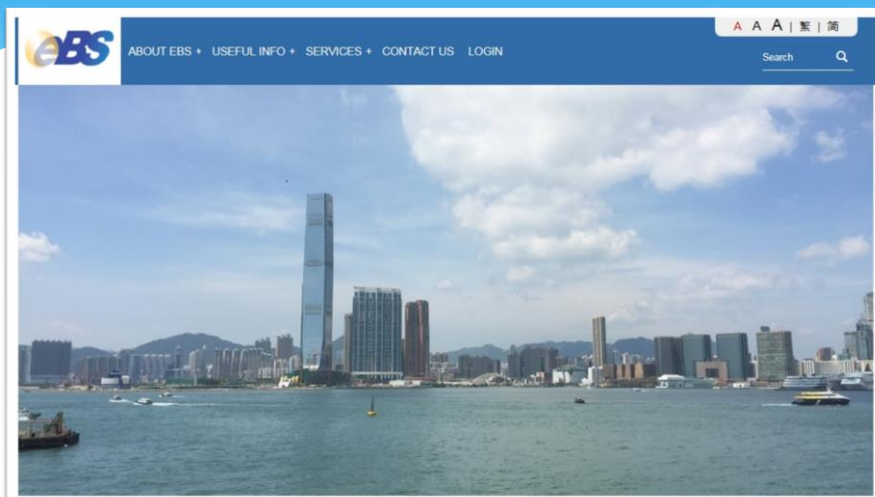 A A A | 繁 | 简
eBS
ABOUT EBS + USEFUL INFO + SERVICES + CONTACT US LOGIN
Search